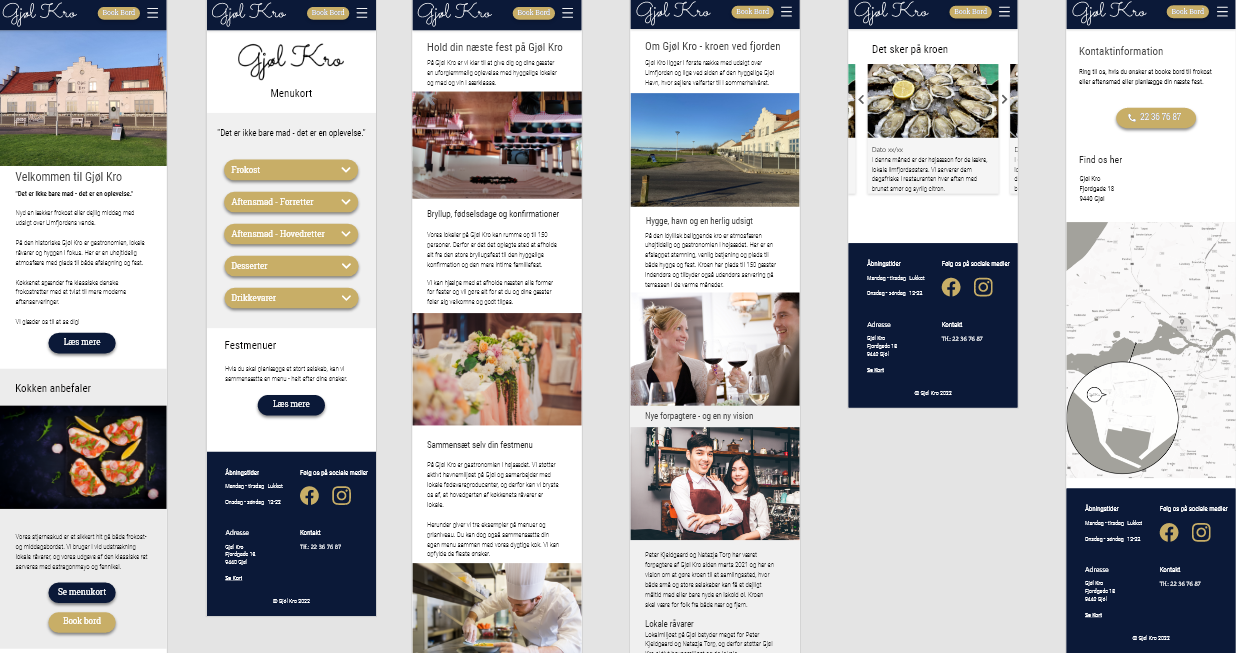 Gjøl Kro
Book Bord
Velkommen til Gjøl Kro
"Det er ikke bare mad - det er en oplevelse."
Nyd en lækker frokost eller dejlig middag med
udsigt over Limfjordens vande.
På den historiske Gjøl Kro er gastronomien, lokale
råvarer og hyggen i fokus. Her er en uhøjtidelig
atmosfære med plads til både afslapning og fest.
Køkkenet spænder fra klassiske danske
frokostretter med et tvist til mere moderne
aftenserveringer.
Vi glæder os til at se dig!
Læs mere
Kokken anbefaler
Vores stjerneskud er et sikkert hit på både frokost-
og middagsbordet. Vi bruger i vid udstrækning
lokale råvarer, og vores udgave af den klassiske ret
serveres med estragonmayo og fennikel.
Se menukort
Book bord
Gjøl Kro
Book Bord
Gjøl Kro
Menukort
"Det er ikke bare mad - det er en oplevelse."
Frokost
Aftensmad - Forretter
Aftensmad - Hovedretter
Desserter
Drikkevarer
Festmenuer
Hvis du skal planlægge et stort selskab, kan vi
sammensætte en menu - helt efter dine ønsker.
Læs mere
Åbningstider
Følg os på sociale medier
Mandag - tirsdag Lukket
Onsdag - søndag 12-22
Adresse
Kontakt
Gjøl Kro
Tlf.: 22 36 76 87
Fjordgade 18
9440 Gjøl
Se Kort
© Gjøl Kro 2022
Gjøl Kro
Book Bord
Hold din næste fest på Gjøl Kro
På Gjøl Kro er vi klar til at give dig og dine gæster
en uforglemmelig oplevelse med hyggelige lokaler
og mad og vin i særklasse.
Bryllup, fødselsdage og konfirmationer
Vores lokaler på Gjøl Kro kan rumme op til 150
personer. Derfor er det det oplagte sted at afholde
alt fra den store bryllupsfest til den hyggelige
konfirmation og den mere intime familiefest.
Vi kan hjælpe med at afholde næsten alle former
for fester og vil gøre alt for at du og dine gæster
føler sig velkomne og godt tilpas.
Sammensæt selv din festmenu
På Gjøl Kro er gastronomien i højsædet. Vi støtter
aktivt havnemiljøet på Gjøl og samarbejder med
lokale fødevareproducenter, og derfor kan vi bryste
os af, at hovedparten af køkkenets råvarer er
lokale.
Herunder giver vi tre eksempler på menuer og
prisniveau. Du kan dog også sammensætte din
egen menu sammen med vores dygtige kok. Vi kan
opfylde de fleste ønsker.
Gjøl Kro
Book Bord
Om Gjøl Kro - kroen ved fjorden
Gjøl Kro ligger i første række med udsigt over
Limfjorden og lige ved siden af den hyggelige Gjøl
Havn, hvor sejlere valfarter til i sommerhalvåret.
Hygge, havn og en herlig udsigt
På den idyllisk beliggende kro er atmosfæren
uhøjtidelig og gastronomien i højsædet. Her er en
afslappet stemning, venlig betjening og plads til
både hygge og fest. Kroen har plads til 150 gæster
indendørs og tilbyder også udendørs servering på
terrassen i de varme måneder.
Nye forpagtere - og en ny vision
Peter Kjeldgaard og Natazja Torp har været
forpagtere af Gjøl Kro siden marts 2021 og har en
vision om at gøre kroen til et samlingssted, hvor
både små og store selskaber kan få et dejligt
måltid mad eller bare nyde en iskold øl. Kroen
skal være for folk fra både nær og fjern.
Lokale råvarer
Lokalmiljøet på Gjøl betyder meget for Peter
Kjeldgaard og Natazja Torp, og derfor støtter Gjøl
Gjøl Kro
Book Bord
Det sker på kroen
Dato xx/xx
I denne måned er der højsæson for de lækre,
lokale limfjordsøsters. Vi serverer dem
dagsfriske i restauranten hver aften med
brunet smør og syrlig citron.
Åbningstider
Følg os på sociale medier
Mandag - tirsdag Lukket
Onsdag - søndag 12-22
Adresse
Kontakt
Gjøl Kro
Tlf.: 22 36 76 87
Fjordgade 18
9440 Gjøl
Se Kort
© Gjøl Kro 2022
Gjøl Kro
Book Bord
Kontaktinformation
Ring til os, hvis du ønsker at booke bord til frokost
eller aftensmad eller planlægge din næste fest.
22 36 76 87
Find os her
Gjøl Kro
Fjordgade 18
9440 Gjøl
Åbningstider
Følg os på sociale medier
Mandag - tirsdag Lukket
Onsdag - søndag 12-22
Adresse
Kontakt
Gjøl Kro
Tlf.: 22 36 76 87
Fjordgade 18
9440 Gjøl
Se Kort
© Gjøl Kro 2022